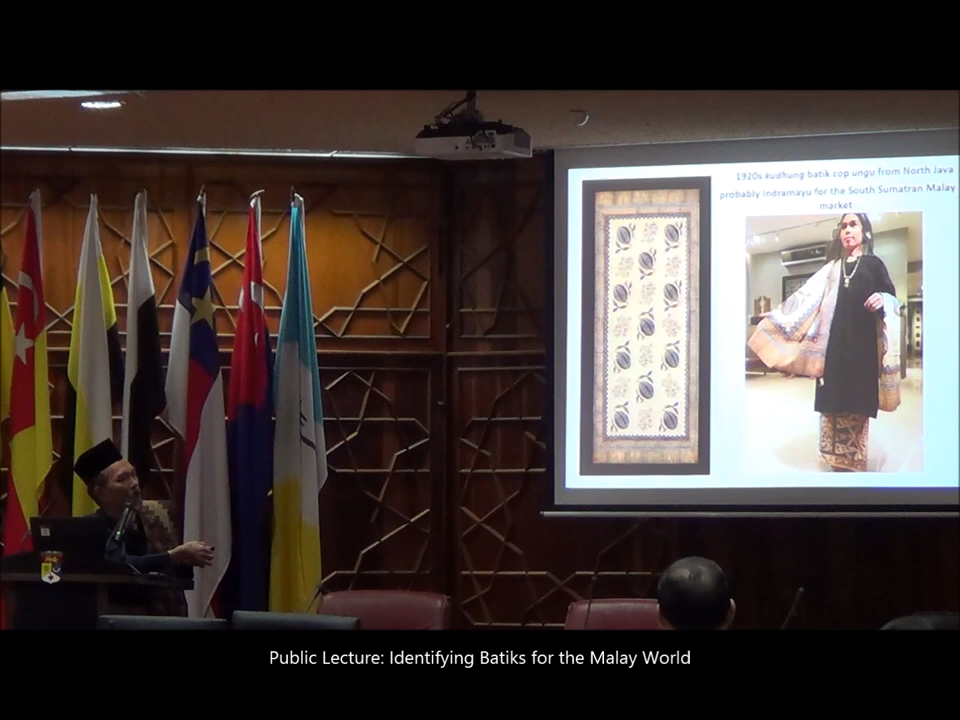 1920s kudhung batik cop ungu from North Java
probably Indramayu for the South Sumatran Malay
market
Public Lecture: Identifying Batiks for the Malay World